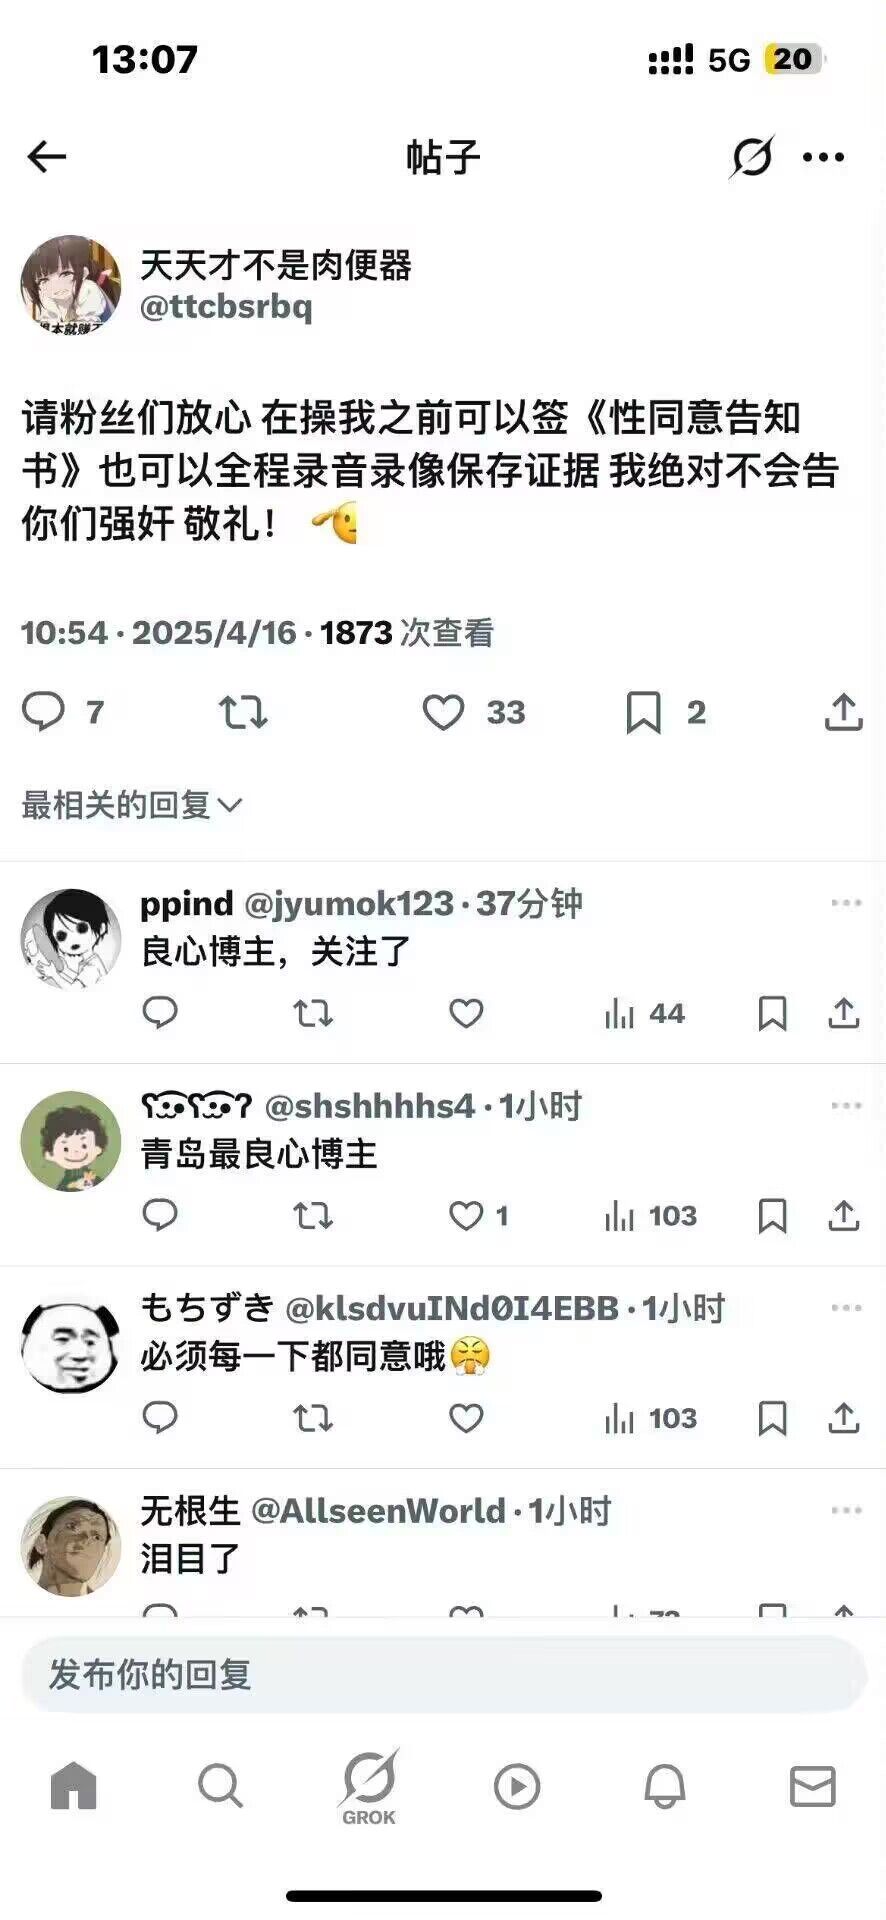 13:07
5G 20
帖子
天天才不是肉便器
@ttcbsrbq
请粉丝们放心 在操我之前可以签《性同意告知
书》也可以全程录音录像保存证据 我绝对不会告
你们强奸 敬礼！
10:54 · 2025/4/16 · 1873 次查看
7 33 2
最相关的回复
ppind @jyumok123 · 37分钟
良心博主，关注了
44
@shshhhhs4 · 1小时
青岛最良心博主
1 103
もちずき @klsdvuINd0I4EBB · 1小时
必须每一下都同意哦
103
无根生 @AllseenWorld · 1小时
泪目了
发布你的回复
GROK